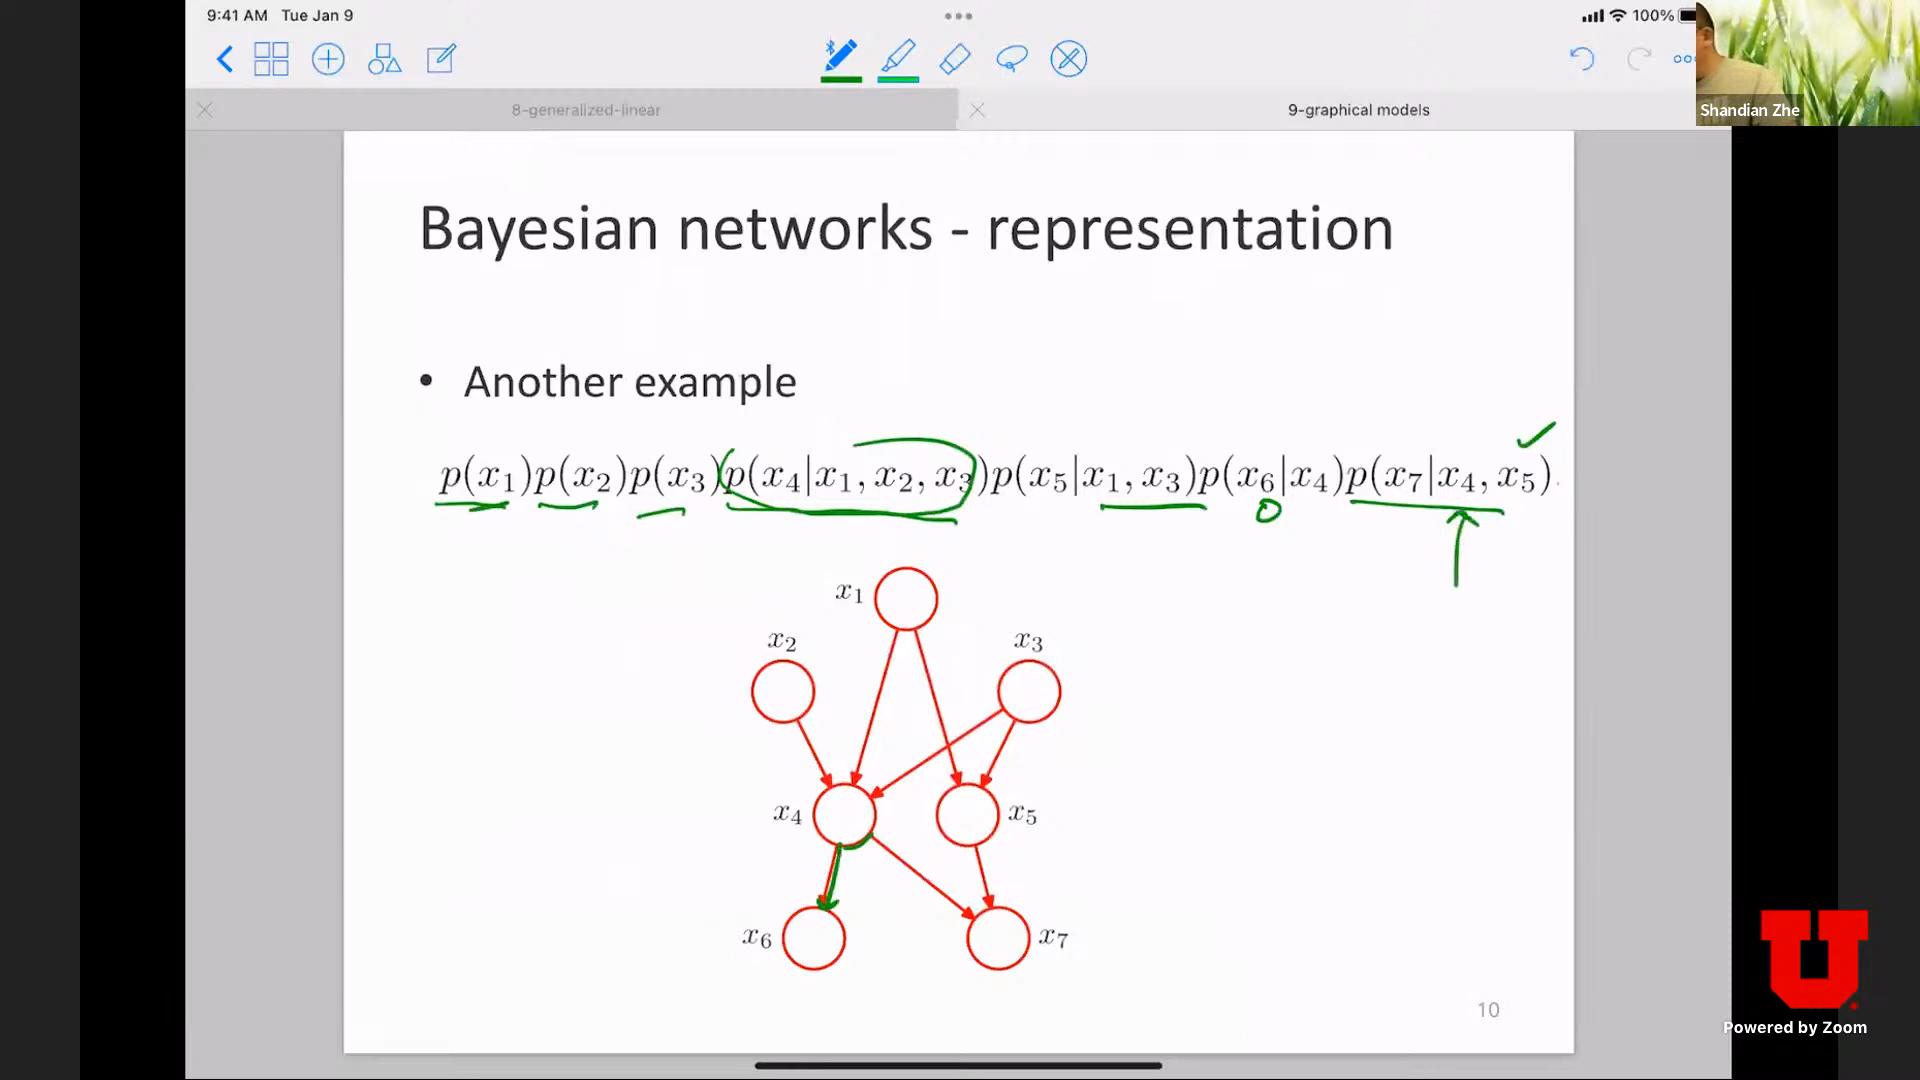 9:41 AM Tue Jan 9
100%
8-generalized-linear
9-graphical models
Shandian Zhe
Bayesian networks - representation
• Another example
p(x₁)p(x₂)p(x₃)p(x₄|x₁, x₂, x₃)p(x₅|x₁, x₃)p(x₆|x₄)p(x₇|x₄, x₅).
x₁
x₂
x₃
x₄
x₅
x₆
x₇
10
U
Powered by Zoom